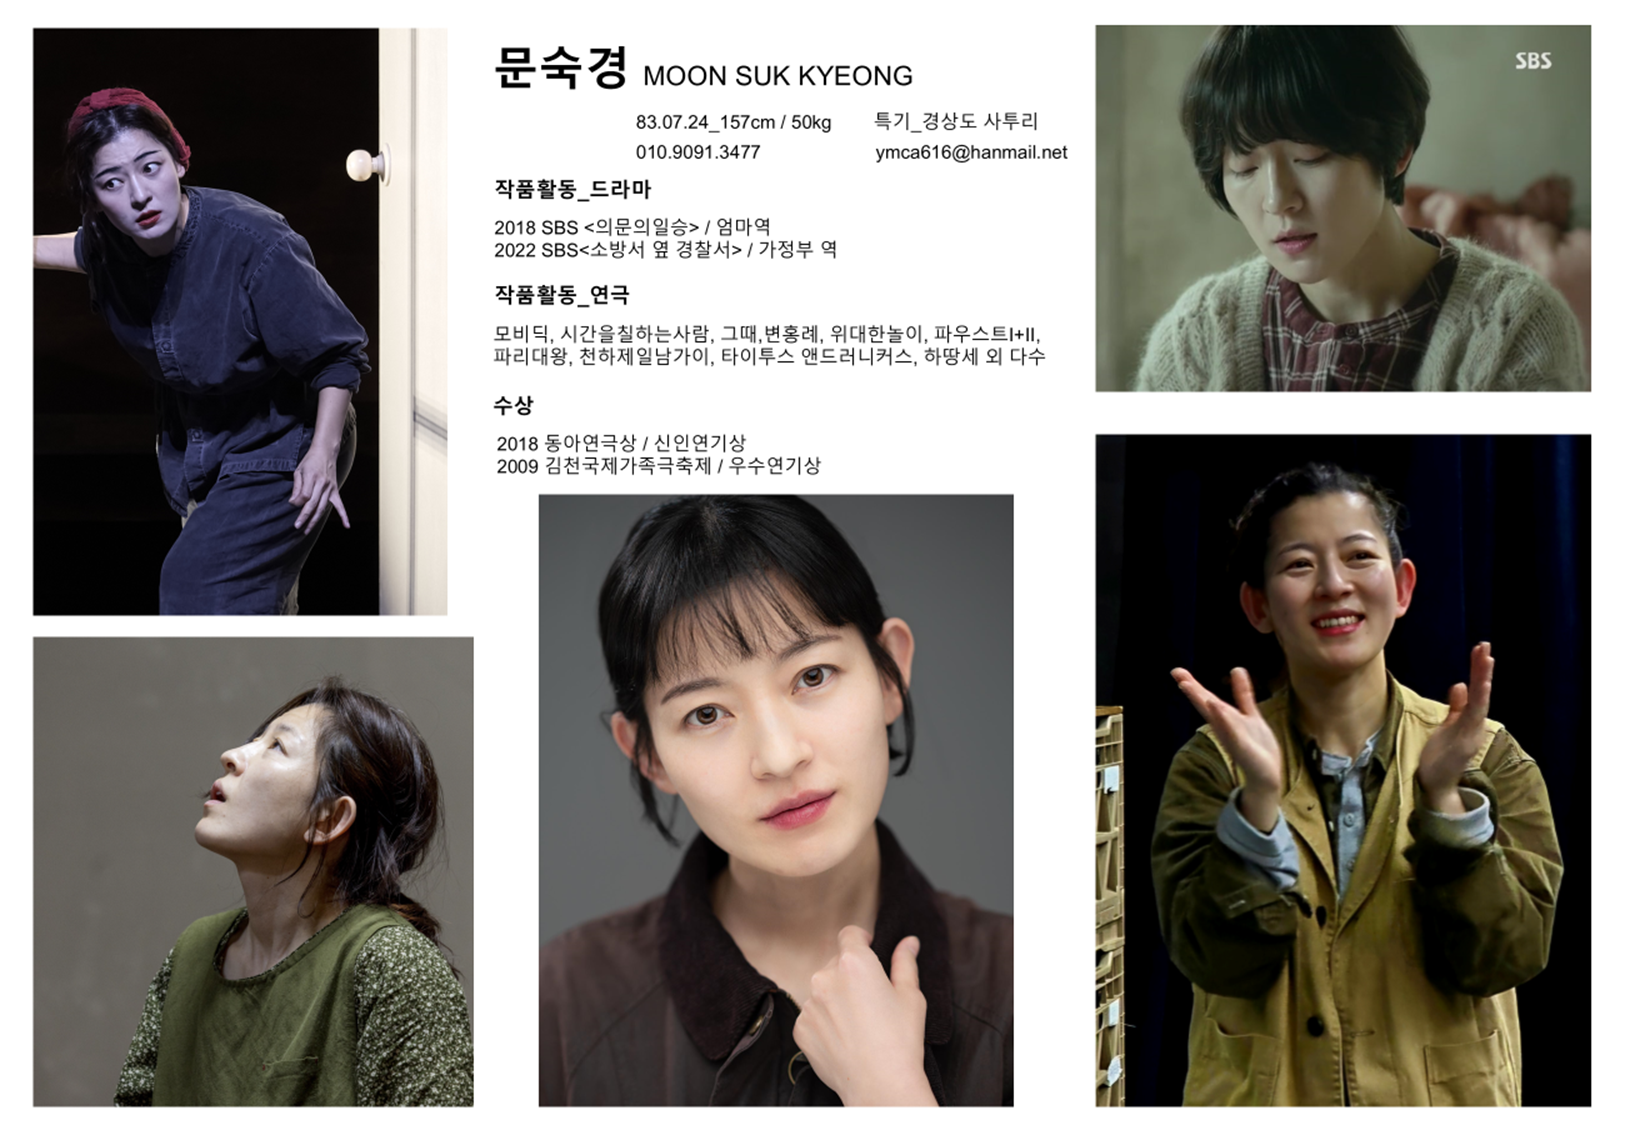 문숙경 MOON SUK KYEONG
83.07.24_157cm / 50kg 특기_경상도 사투리
010.9091.3477 ymca616@hanmail.net
작품활동_드라마
2018 SBS <의문의일승> / 엄마역
2022 SBS<소방서 옆 경찰서> / 가정부 역
작품활동_연극
모비딕, 시간을칠하는사람, 그때,변홍례, 위대한놀이, 파우스트I+II,
파리대왕, 천하제일남가이, 타이투스 앤드러니커스, 하땅세 외 다수
수상
2018 동아연극상 / 신인연기상
2009 김천국제가족극축제 / 우수연기상
SBS